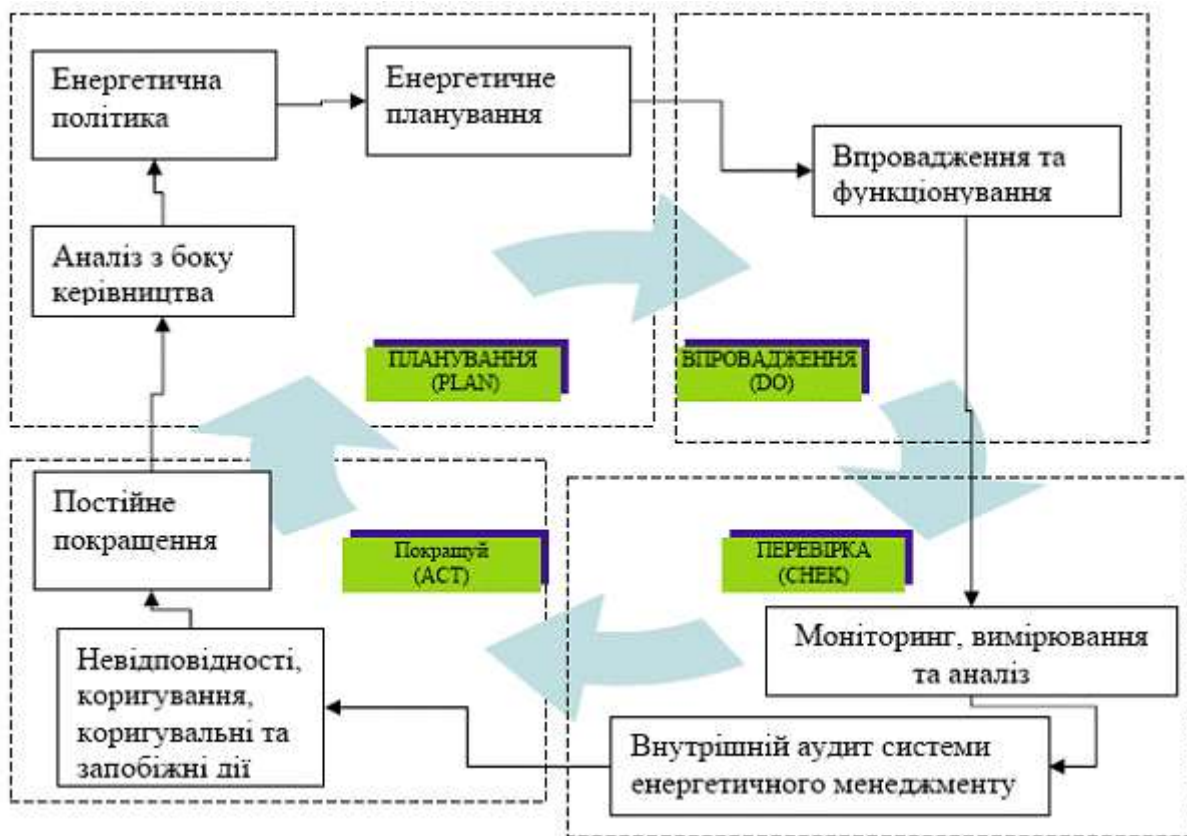 Енергетична
політика
Енергетичне
планування
Впровадження та
функціонування
Аналіз з боку
керівництва
ПЛАНУВАННЯ
(PLAN)
ВПРОВАДЖЕННЯ
(DO)
Постійне
покращення
Покращуй
(ACT)
ПЕРЕВІРКА
(CHEK)
Моніторинг, вимірювання
та аналіз
Невідповідності,
коригування,
коригувальні та
запобіжні дії
Внутрішній аудит системи
енергетичного менеджменту